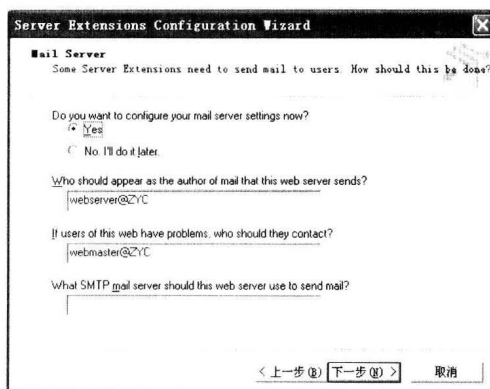 Server Extensions Configuration Wizard
Mail Server
Some Server Extensions need to send mail to users. How should this be done?
Do you want to configure your mail server settings now?
Yes
No. I'll do it later.
Who should appear as the author of mail that this web server sends?
webserver@ZYC
If users of this web have problems, who should they contact?
webmaster@ZYC
What SMTP mail server should this web server use to send mail?
< 上一步(B) 下一步(N) > 取消